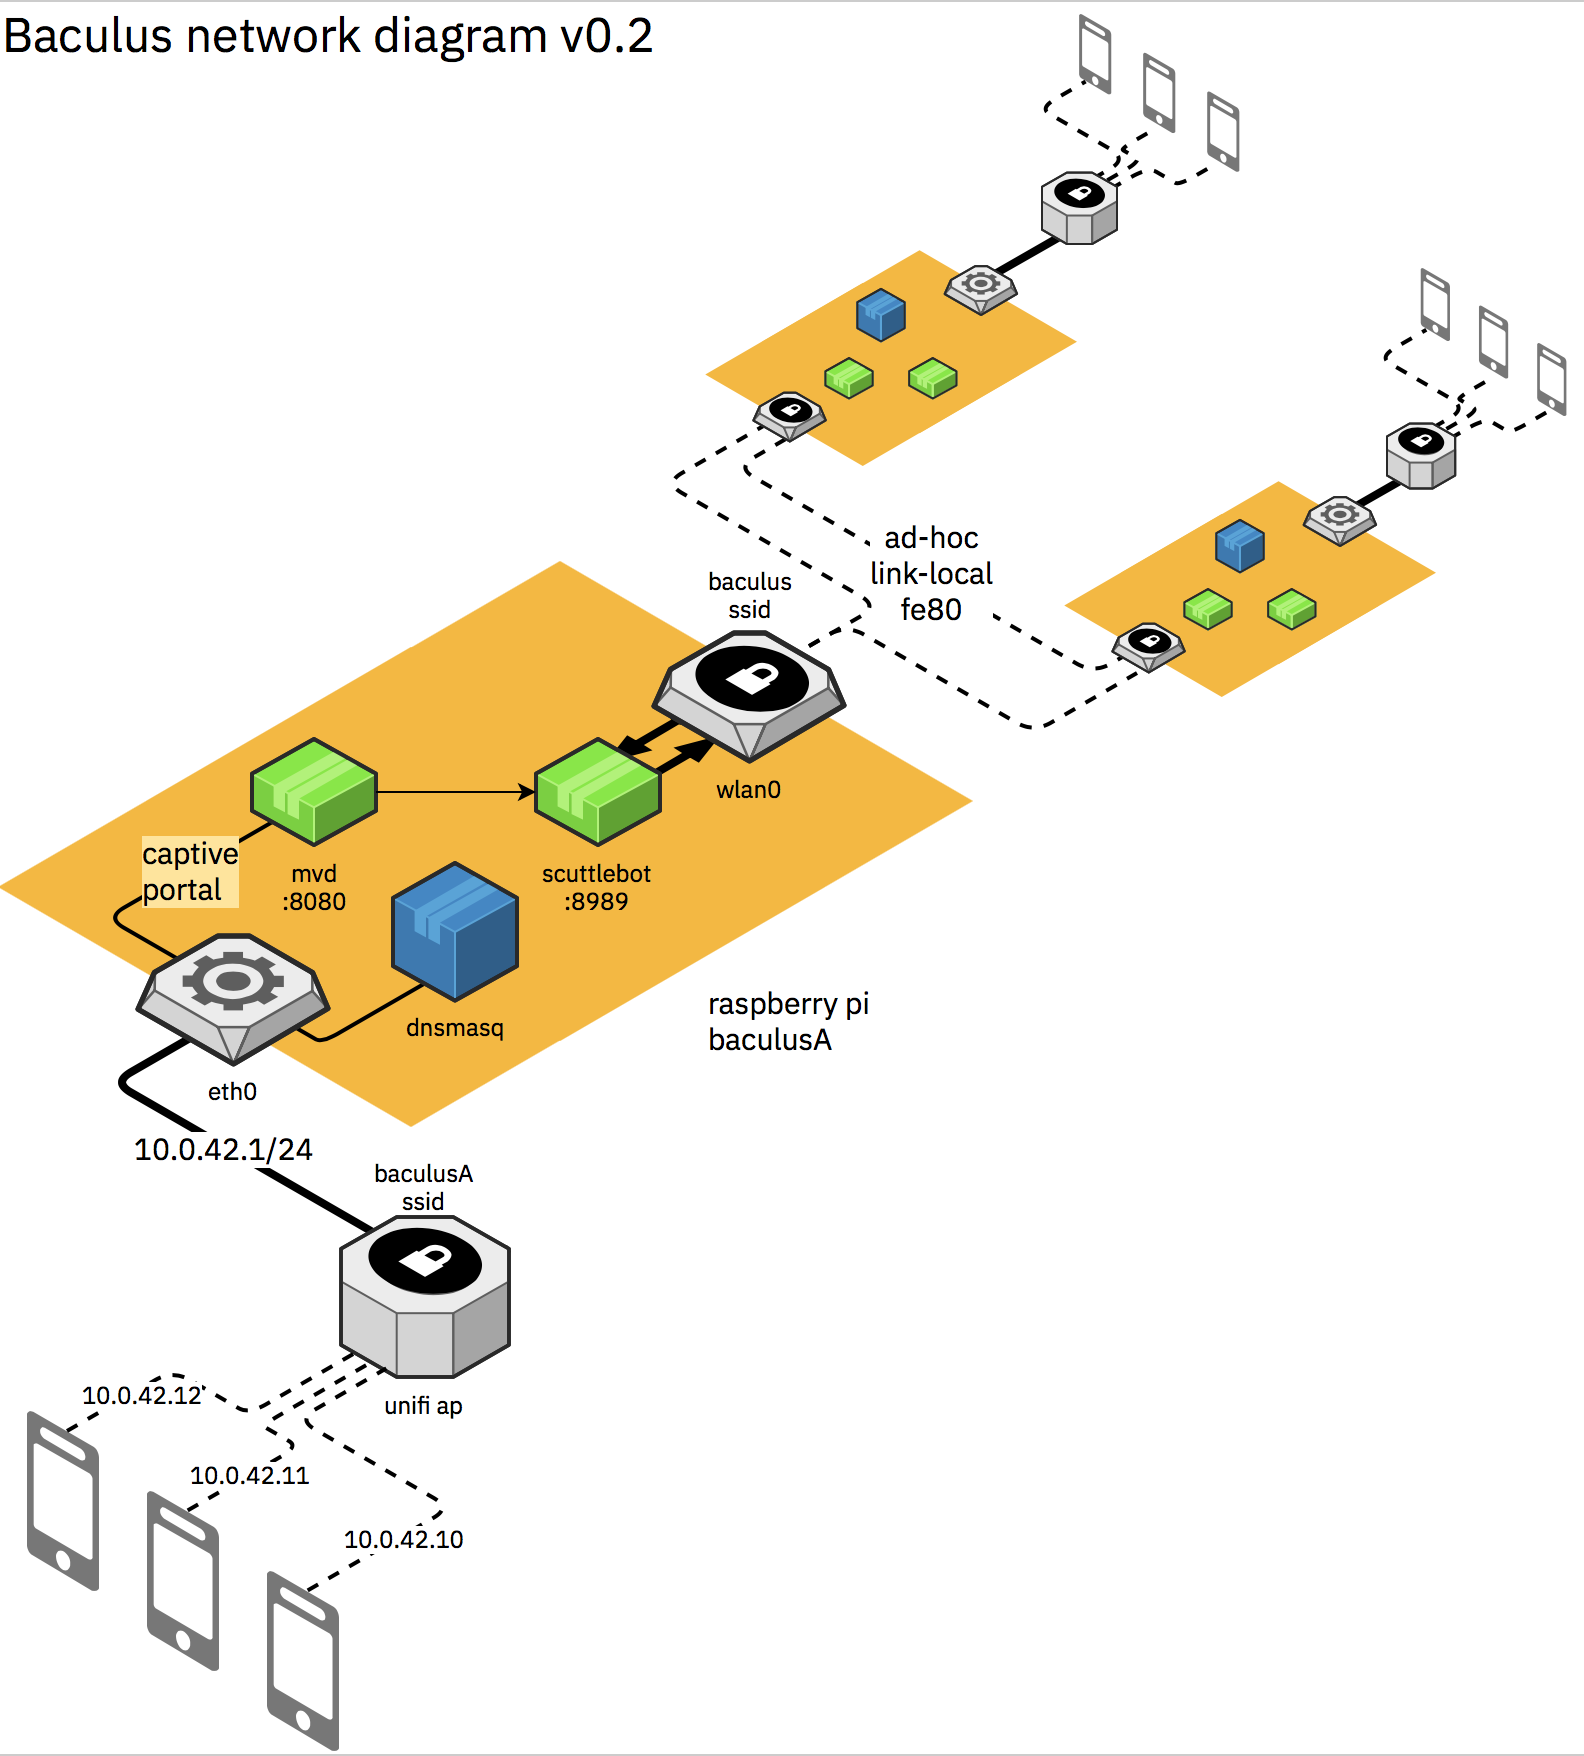 Baculus network diagram v0.2
ad-hoc
link-local
fe80
baculus
ssid
wlan0
captive
portal
mvd
:8080
scuttlebot
:8989
dnsmasq
raspberry pi
baculusA
eth0
10.0.42.1/24
baculusA
ssid
unifi ap
10.0.42.12
10.0.42.11
10.0.42.10